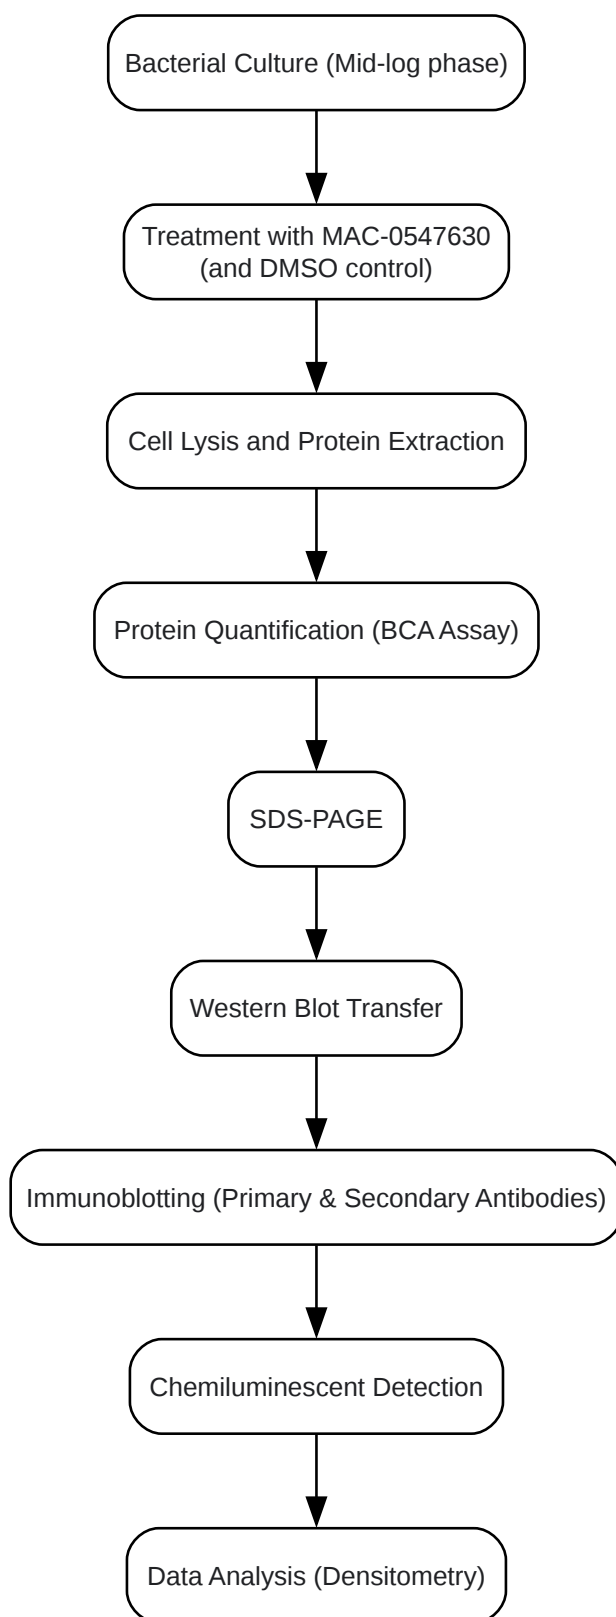 Bacterial Culture (Mid-log phase)
Treatment with MAC-0547630
(and DMSO control)
Cell Lysis and Protein Extraction
Protein Quantification (BCA Assay)
SDS-PAGE
Western Blot Transfer
Immunoblotting (Primary & Secondary Antibodies)
Chemiluminescent Detection
Data Analysis (Densitometry)